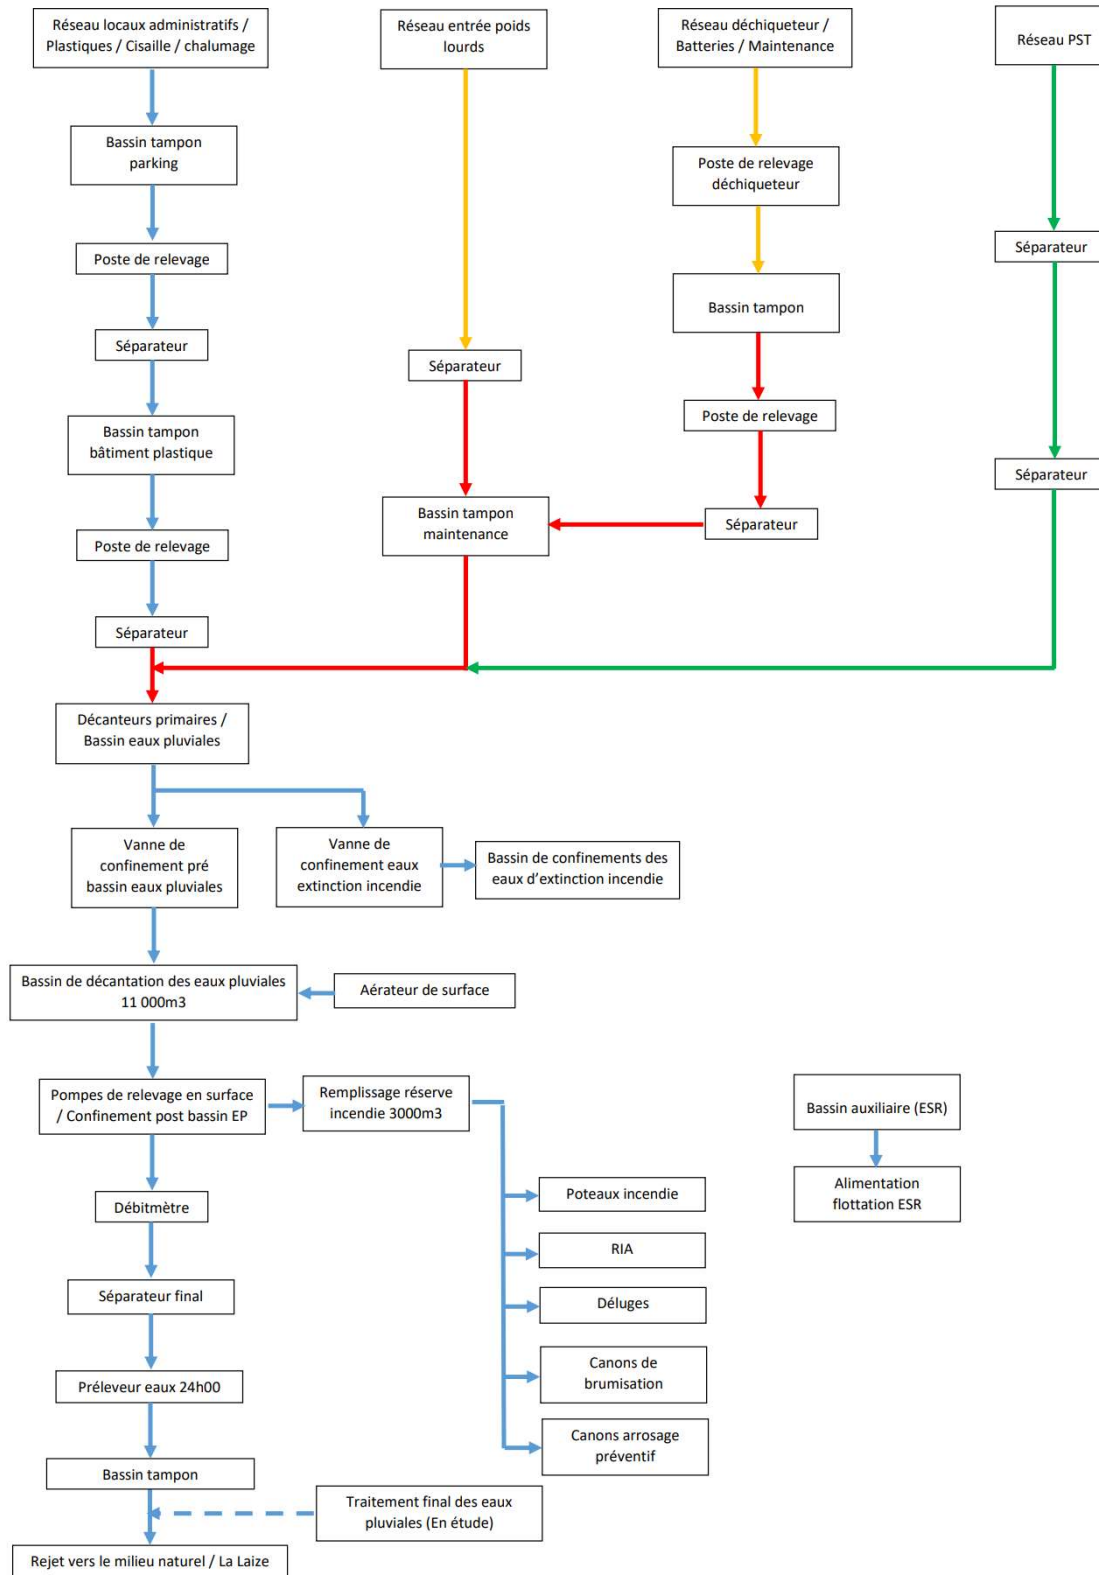 Réseau locaux administratifs
/ Plastiques / Cisaille / chalumage
Réseau entrée poids
lourds
Réseau déchiqueteur /
Batteries / Maintenance
Réseau PST
Bassin tampon
parking
Poste de relevage
déchiqueteur
Poste de relevage
Séparateur
Bassin tampon
Séparateur
Séparateur
Bassin tampon
bâtiment plastique
Poste de relevage
Séparateur
Bassin tampon
maintenance
Séparateur
Poste de relevage
Séparateur
Décanteurs primaires /
Bassin eaux pluviales
Vanne de
confinement pré
bassin eaux pluviales
Vanne de
confinement eaux
extinction incendie
Bassin de confinements des
eaux d'extinction incendie
Bassin de décantation des eaux pluviales
11 000m3
Aérateur de surface
Pompes de relevage en surface
/ Confinement post bassin EP
Remplissage réserve
incendie 3000m3
Bassin auxiliaire (ESR)
Alimentation
flottation ESR
Poteaux incendie
Débitmètre
RIA
Séparateur final
Déluges
Canons de
brumisation
Préleveur eaux 24h00
Canons arrosage
préventif
Bassin tampon
Traitement final des eaux
pluviales (En étude)
Rejet vers le milieu naturel / La Laize